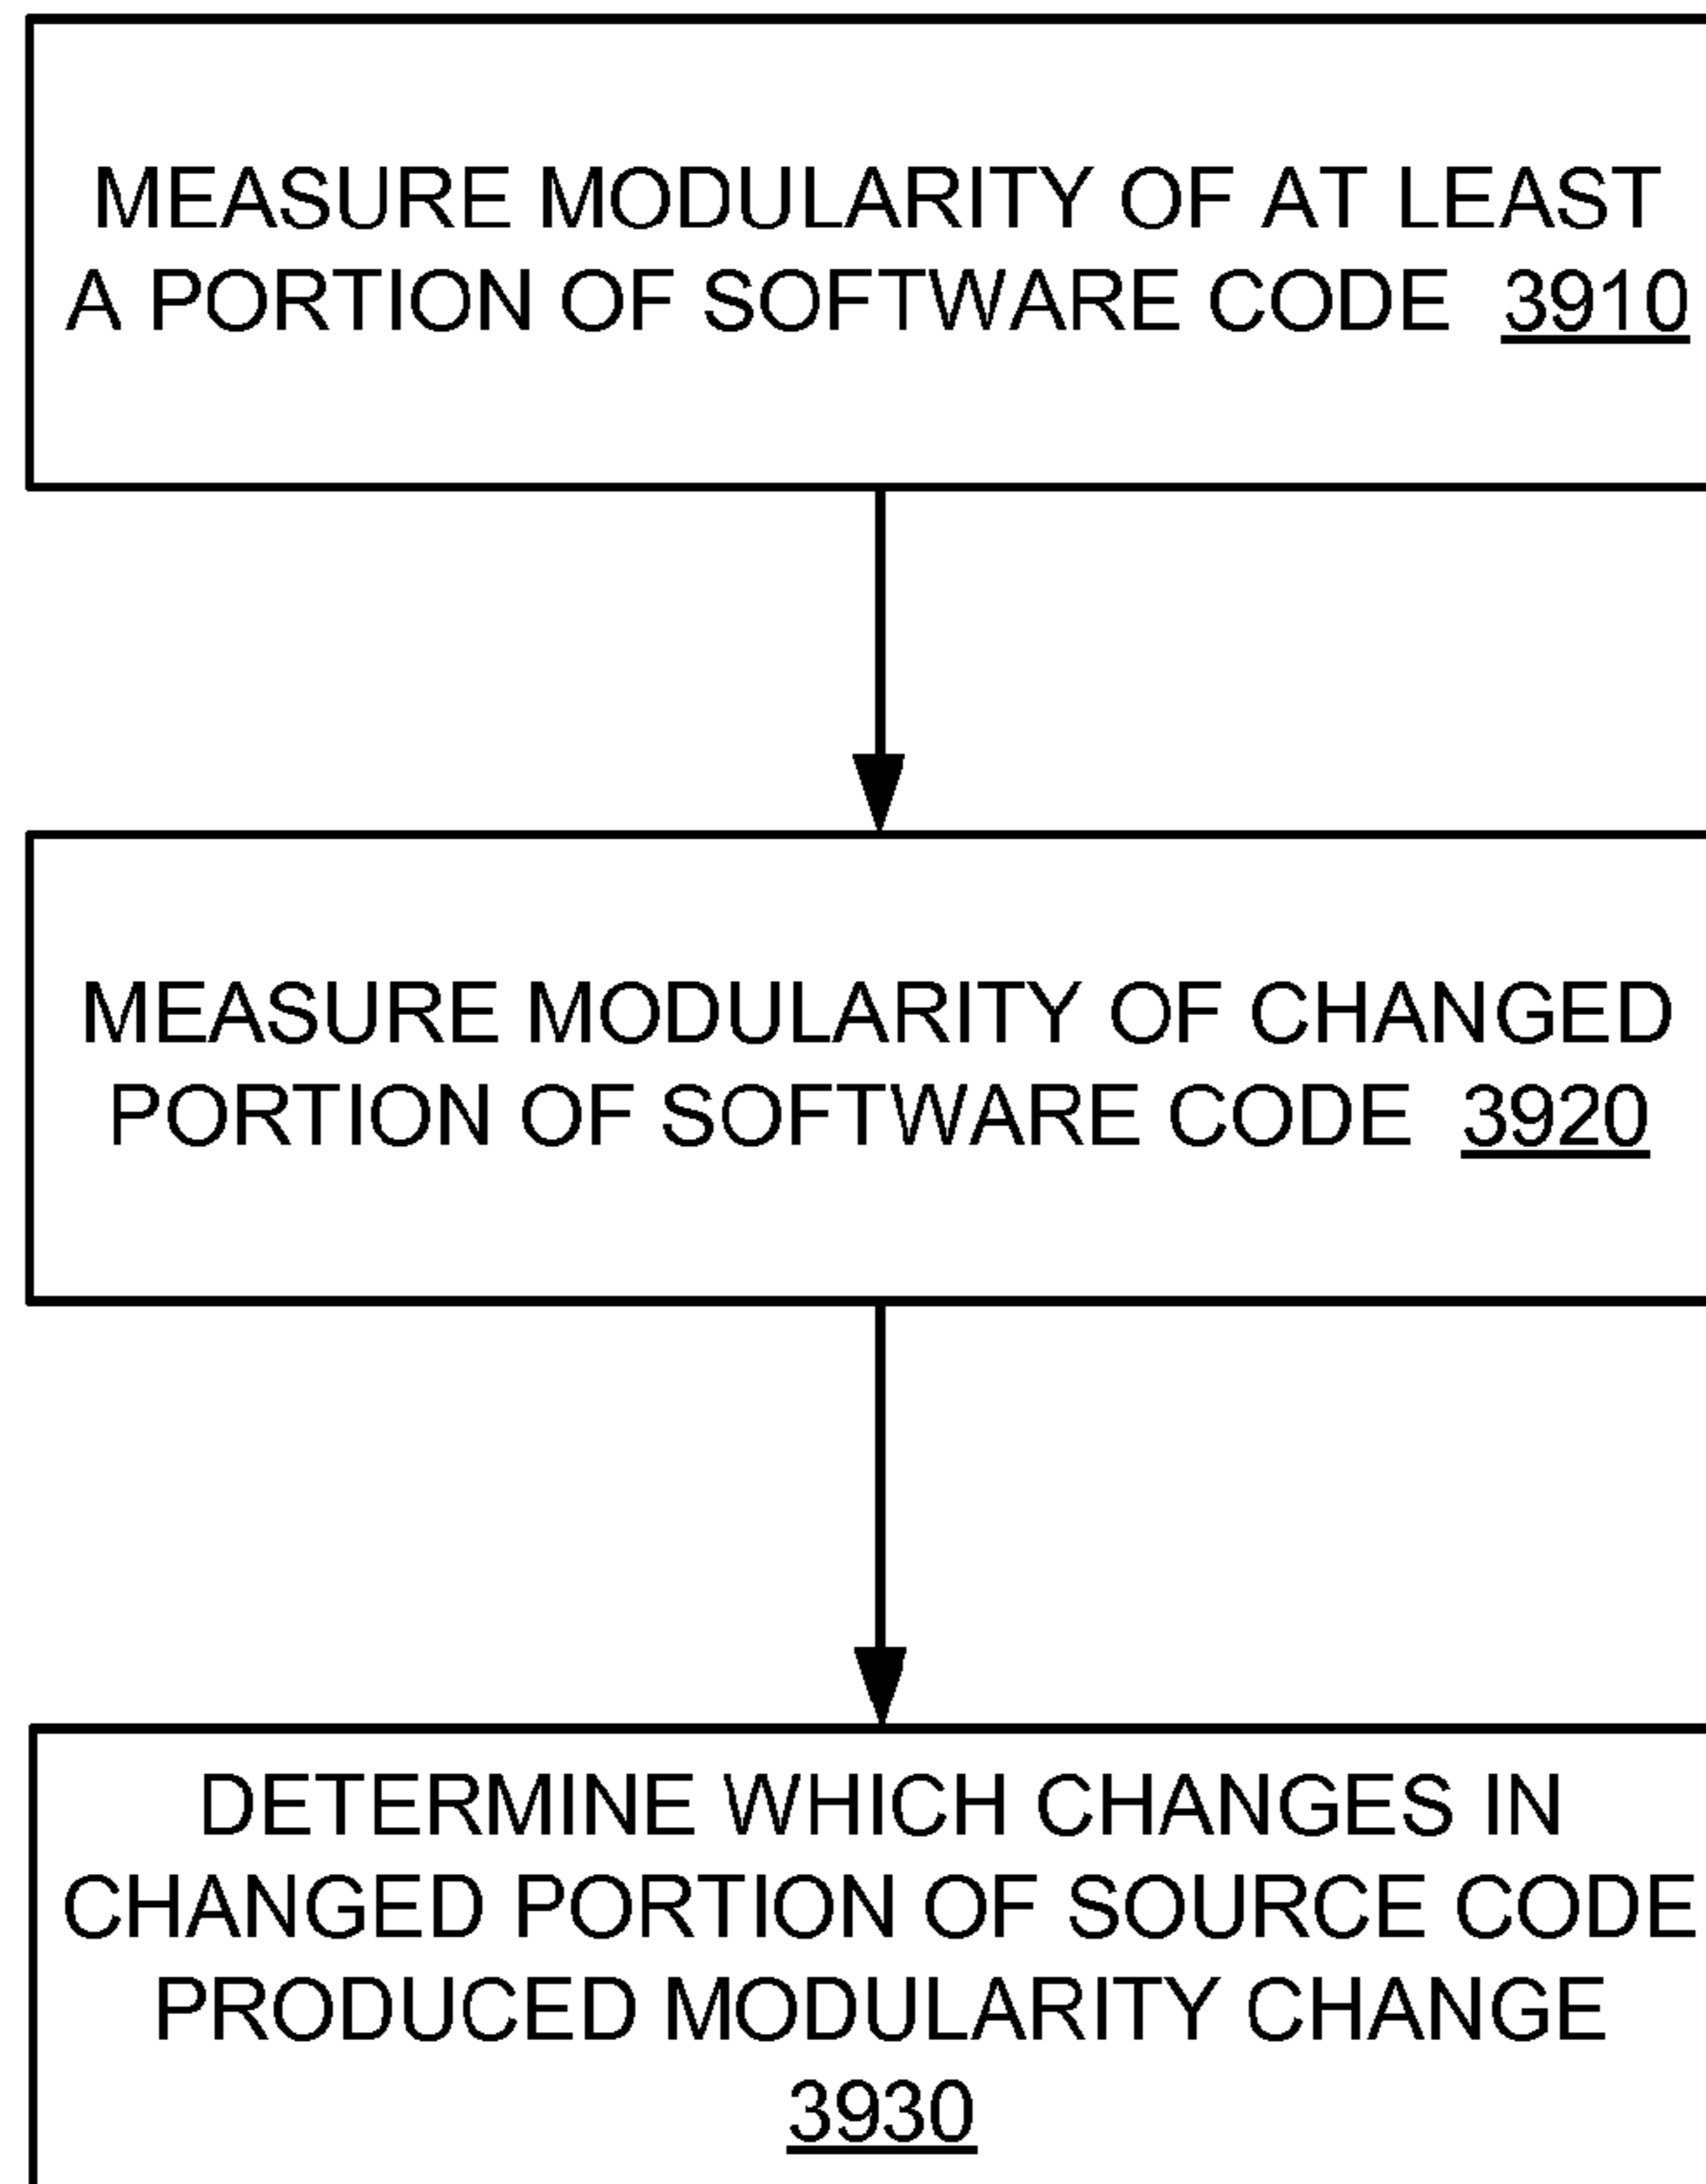 MEASURE MODULARITY OF AT LEAST
A PORTION OF SOFTWARE CODE 3910
MEASURE MODULARITY OF CHANGED
PORTION OF SOFTWARE CODE 3920
DETERMINE WHICH CHANGES IN
CHANGED PORTION OF SOURCE CODE
PRODUCED MODULARITY CHANGE
3930